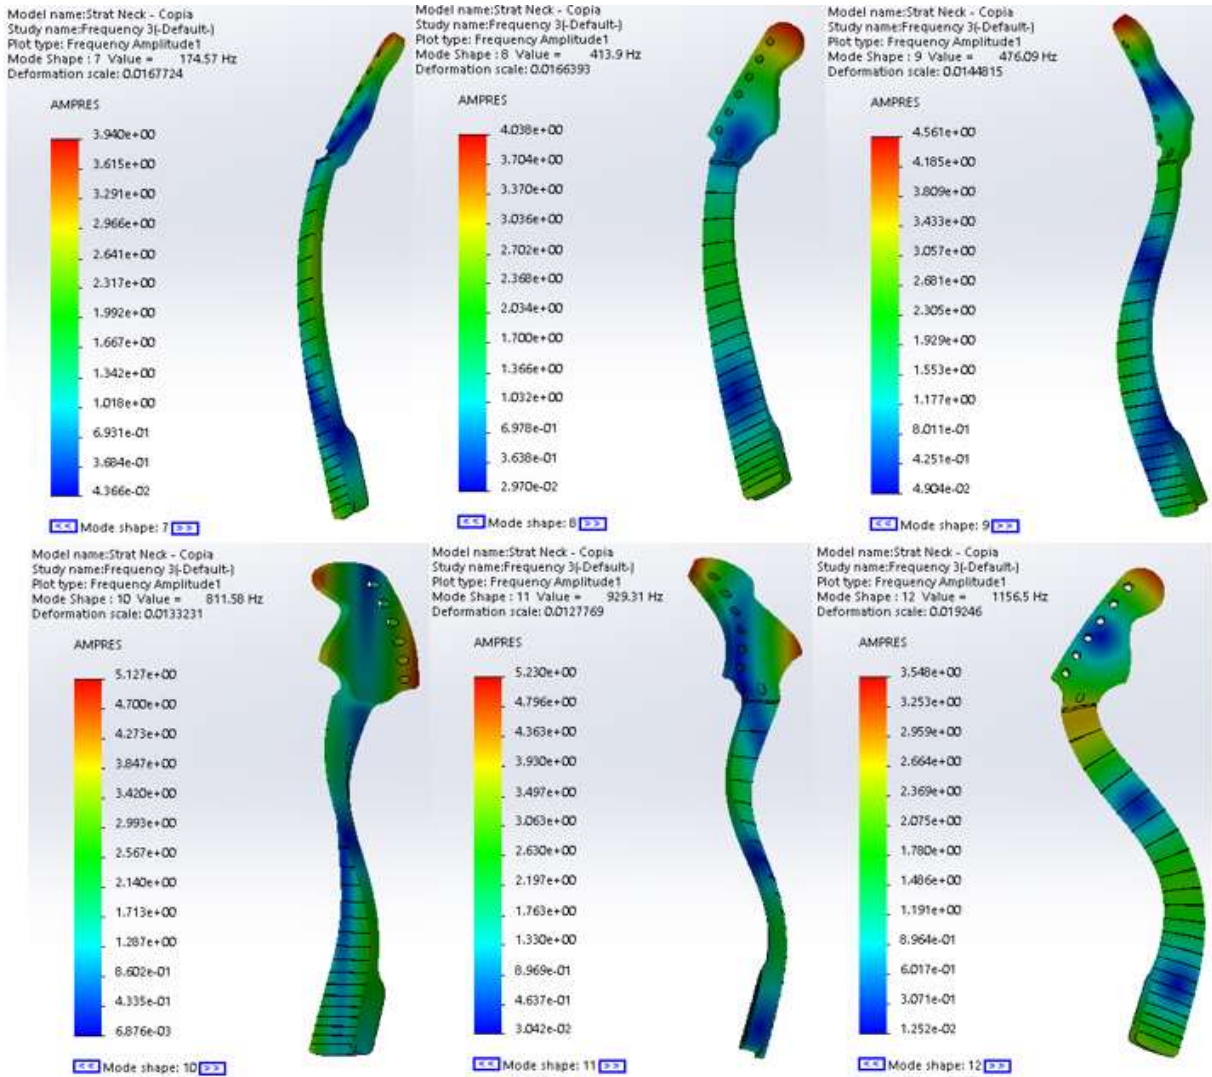 Model name:Strat Neck - Copia
Study name:Frequency 3(-Default-)
Plot type: Frequency Amplitude1
Mode Shape : 7 Value = 174.57 Hz
Deformation scale: 0.0167724
AMPRES
3.940e+00
3.615e+00
3.291e+00
2.966e+00
2.641e+00
2.317e+00
1.992e+00
1.667e+00
1.342e+00
1.018e+00
6.931e-01
3.684e-01
4.366e-02
<< Mode shape: 7 >>
Model name:Strat Neck - Copia
Study name:Frequency 3(-Default-)
Plot type: Frequency Amplitude1
Mode Shape : 8 Value = 413.9 Hz
Deformation scale: 0.0166393
AMPRES
4.038e+00
3.704e+00
3.370e+00
3.036e+00
2.702e+00
2.368e+00
2.034e+00
1.700e+00
1.366e+00
1.032e+00
6.978e-01
3.638e-01
2.970e-02
<< Mode shape: 8 >>
Model name:Strat Neck - Copia
Study name:Frequency 3(-Default-)
Plot type: Frequency Amplitude1
Mode Shape : 9 Value = 476.09 Hz
Deformation scale: 0.0144815
AMPRES
4.561e+00
4.185e+00
3.809e+00
3.433e+00
3.057e+00
2.681e+00
2.305e+00
1.929e+00
1.553e+00
1.177e+00
8.011e-01
4.251e-01
4.904e-02
<< Mode shape: 9 >>
Model name:Strat Neck - Copia
Study name:Frequency 3(-Default-)
Plot type: Frequency Amplitude1
Mode Shape : 10 Value = 811.58 Hz
Deformation scale: 0.0133231
AMPRES
5.127e+00
4.700e+00
4.273e+00
3.847e+00
3.420e+00
2.993e+00
2.567e+00
2.140e+00
1.713e+00
1.287e+00
8.602e-01
4.335e-01
6.876e-03
<< Mode shape: 10 >>
Model name:Strat Neck - Copia
Study name:Frequency 3(-Default-)
Plot type: Frequency Amplitude1
Mode Shape : 11 Value = 929.31 Hz
Deformation scale: 0.0127769
AMPRES
5.230e+00
4.796e+00
4.363e+00
3.930e+00
3.497e+00
3.063e+00
2.630e+00
2.197e+00
1.763e+00
1.330e+00
8.969e-01
4.637e-01
3.042e-02
<< Mode shape: 11 >>
Model name:Strat Neck - Copia
Study name:Frequency 3(-Default-)
Plot type: Frequency Amplitude1
Mode Shape : 12 Value = 1156.5 Hz
Deformation scale: 0.019246
AMPRES
3.548e+00
3.253e+00
2.959e+00
2.664e+00
2.369e+00
2.075e+00
1.780e+00
1.486e+00
1.191e+00
8.964e-01
6.017e-01
3.071e-01
1.252e-02
<< Mode shape: 12 >>